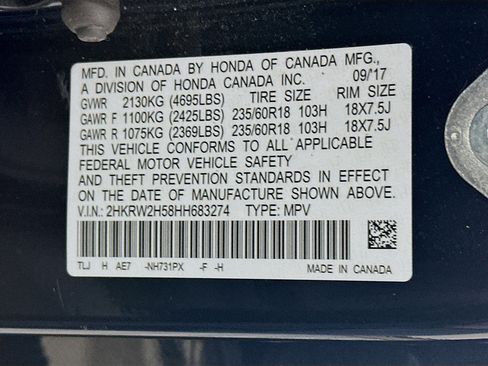 MFD. IN CANADA BY HONDA OF CANADA MFG.,
A DIVISION OF HONDA CANADA INC. 09/17
GVWR 2130KG (4695LBS) TIRE SIZE RIM SIZE
GAWR F 1100KG (2425LBS) 235/60R18 103H 18X7.5J
GAWR R 1075KG (2369LBS) 235/60R18 103H 18X7.5J
THIS VEHICLE CONFORMS TO ALL APPLICABLE
FEDERAL MOTOR VEHICLE SAFETY
AND THEFT PREVENTION STANDARDS IN EFFECT
ON THE DATE OF MANUFACTURE SHOWN ABOVE.
V.I.N.: 2HKRW2H58HH683274 TYPE: MPV
TLJ H AE7 -NH731PX -F -H MADE IN CANADA